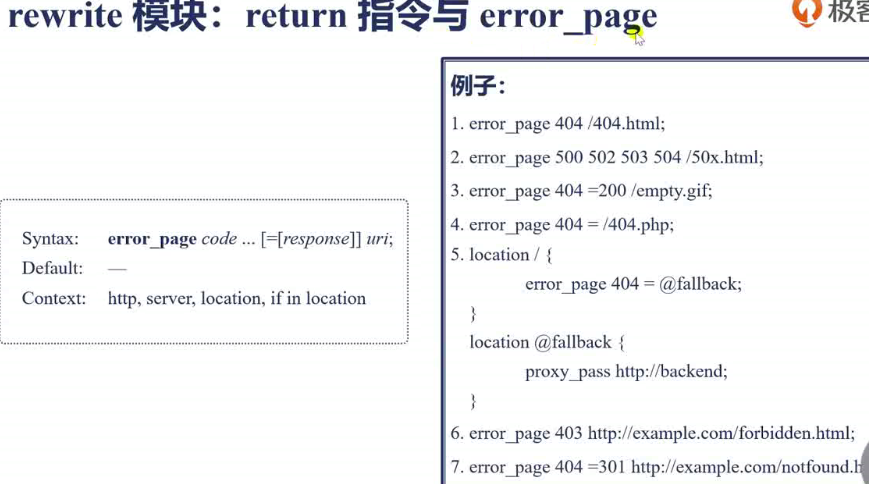 rewrite 模块：return 指令与 error_page
极客
Syntax: error_page code ... [=[response]] uri;
Default: —
Context: http, server, location, if in location
例子：
1. error_page 404 /404.html;
2. error_page 500 502 503 504 /50x.html;
3. error_page 404 =200 /empty.gif;
4. error_page 404 = /404.php;
5. location / {
error_page 404 = @fallback;
}
location @fallback {
proxy_pass http://backend;
}
6. error_page 403 http://example.com/forbidden.html;
7. error_page 404 =301 http://example.com/notfound.h